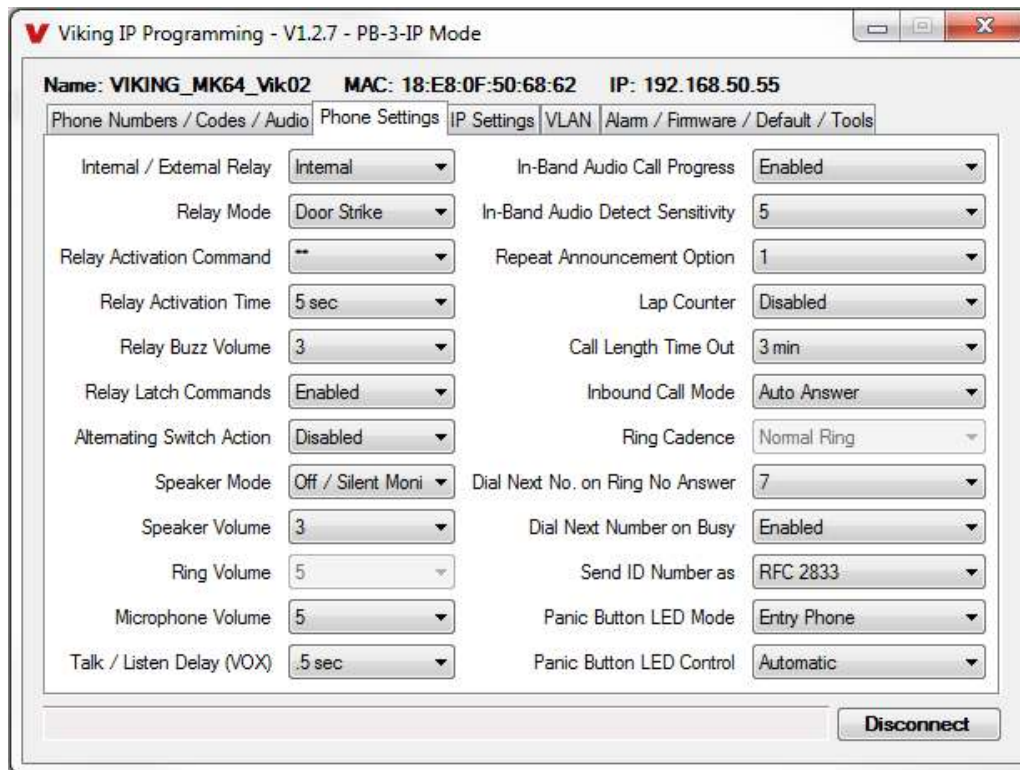 Viking IP Programming - V1.2.7 - PB-3-IP Mode
Name: VIKING_MK64_Vik02 MAC: 18:E8:0F:50:68:62 IP: 192.168.50.55
Phone Numbers / Codes / Audio Phone Settings IP Settings VLAN Alarm / Firmware / Default / Tools
Internal / External Relay Internal In-Band Audio Call Progress Enabled
Relay Mode Door Strike In-Band Audio Detect Sensitivity 5
Relay Activation Command ** Repeat Announcement Option 1
Relay Activation Time 5 sec Lap Counter Disabled
Relay Buzz Volume 3 Call Length Time Out 3 min
Relay Latch Commands Enabled Inbound Call Mode Auto Answer
Alternating Switch Action Disabled Ring Cadence Normal Ring
Speaker Mode Off / Silent Moni Dial Next No. on Ring No Answer 7
Speaker Volume 3 Dial Next Number on Busy Enabled
Ring Volume 5 Send ID Number as RFC 2833
Microphone Volume 5 Panic Button LED Mode Entry Phone
Talk / Listen Delay (VOX) .5 sec Panic Button LED Control Automatic
Disconnect